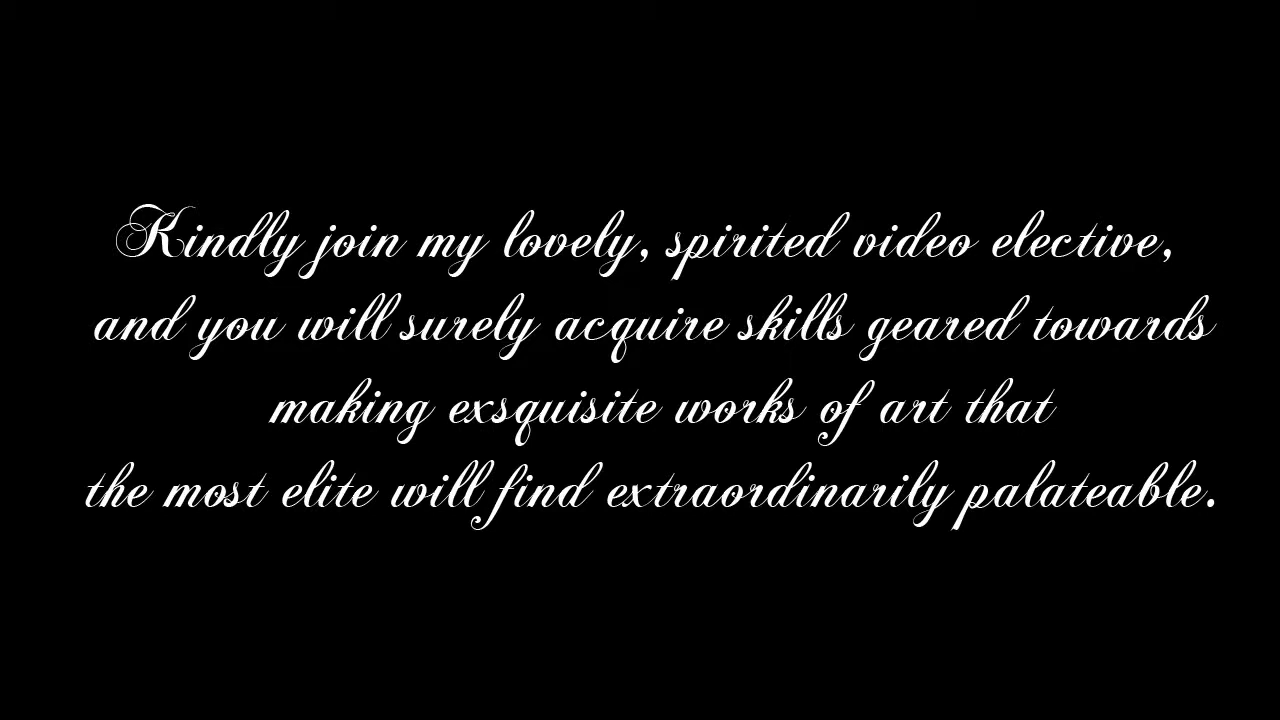 Kindly join my lovely, spirited video elective,
and you will surely acquire skills geared towards
making exsquisite works of art that
the most elite will find extraordinarily palateable.